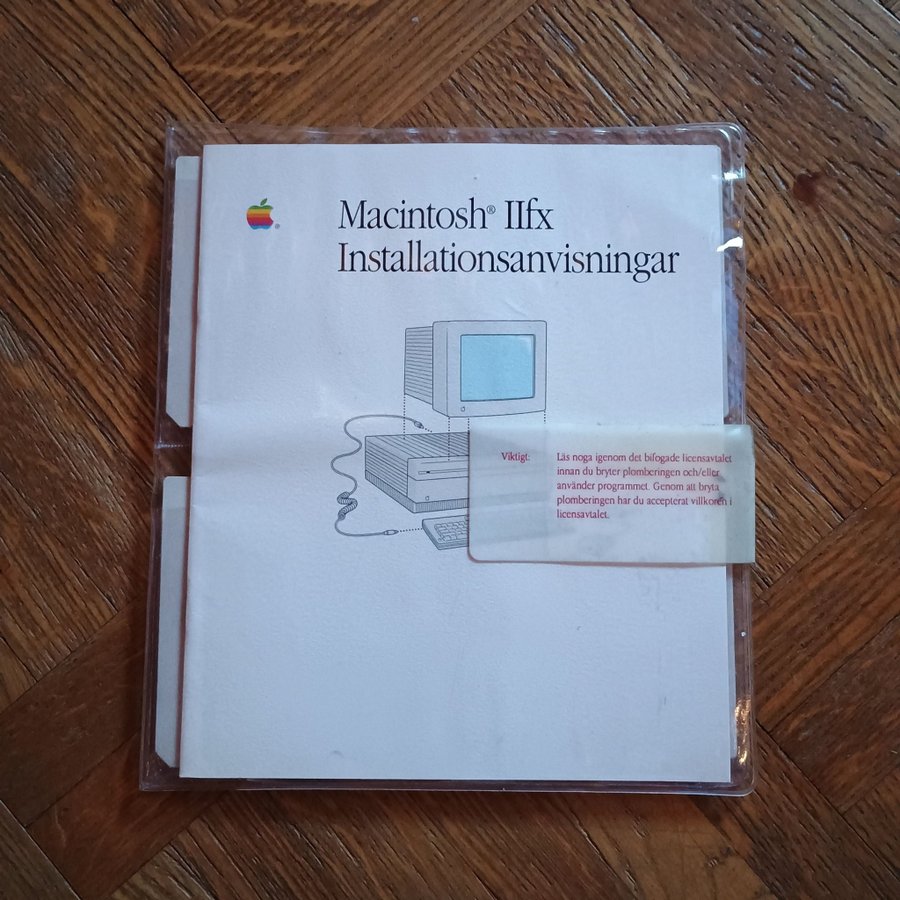 Macintosh® IIfx
Installationsanvisningar
Viktigt: Läs noga igenom det bifogade licensavtalet
innan du bryter plomberingen och/eller
använder programmet. Genom att bryta
plomberingen har du accepterat villkoren i
licensavtalet.